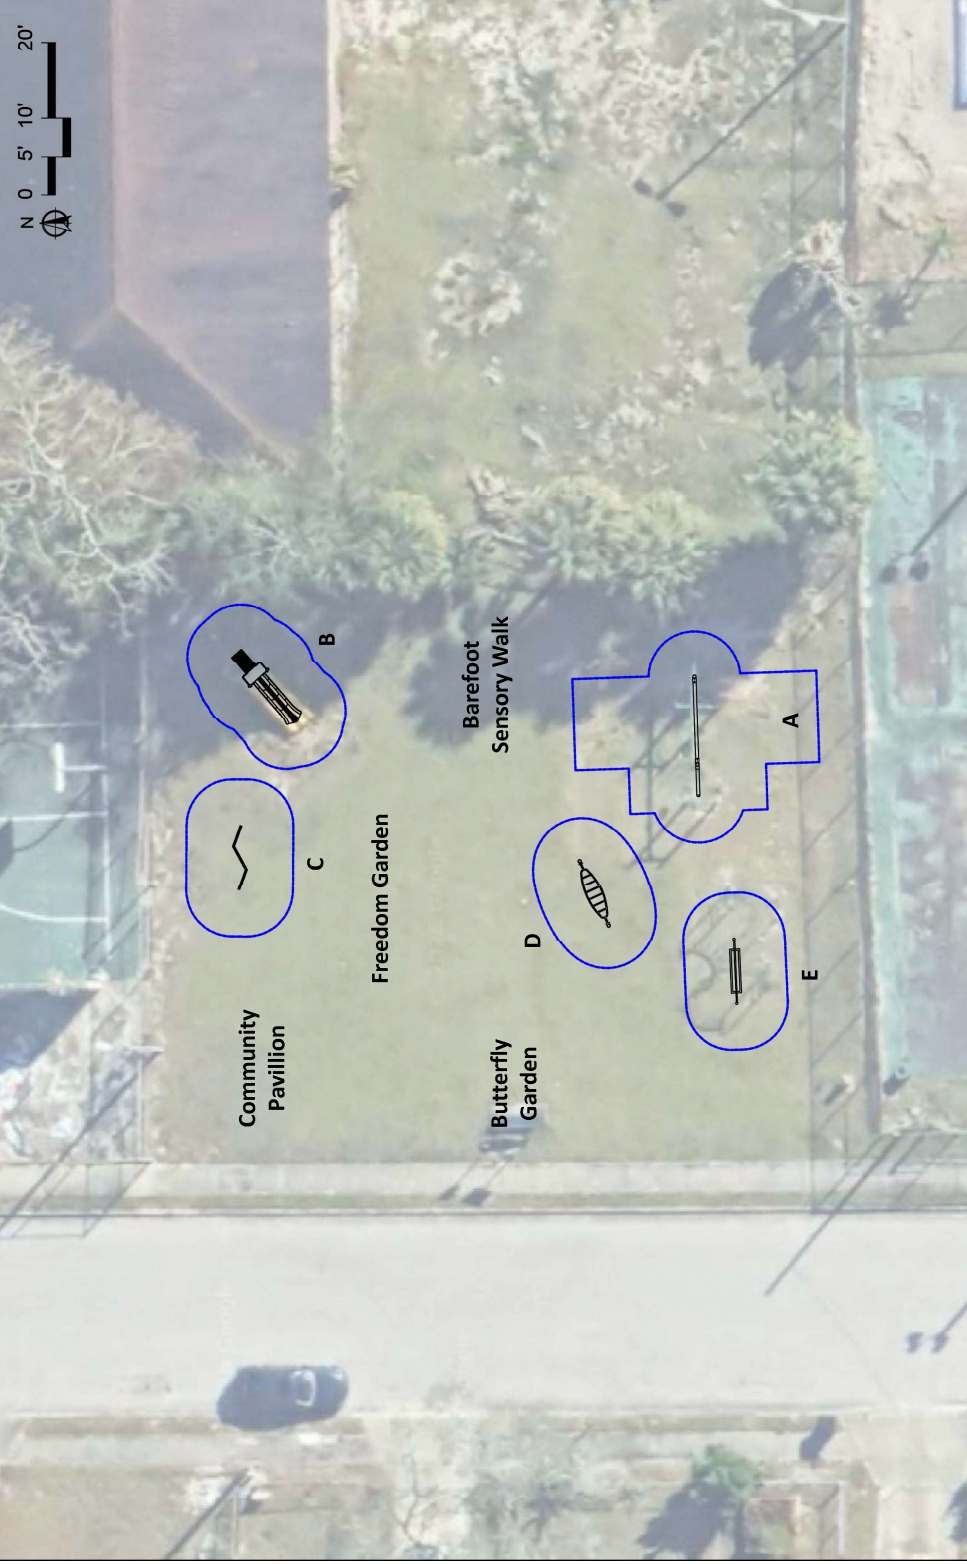 N
0 5' 10' 20'
B
C
Barefoot
Sensory Walk
A
Freedom Garden
D
E
Community
Pavillion
Butterfly
Garden